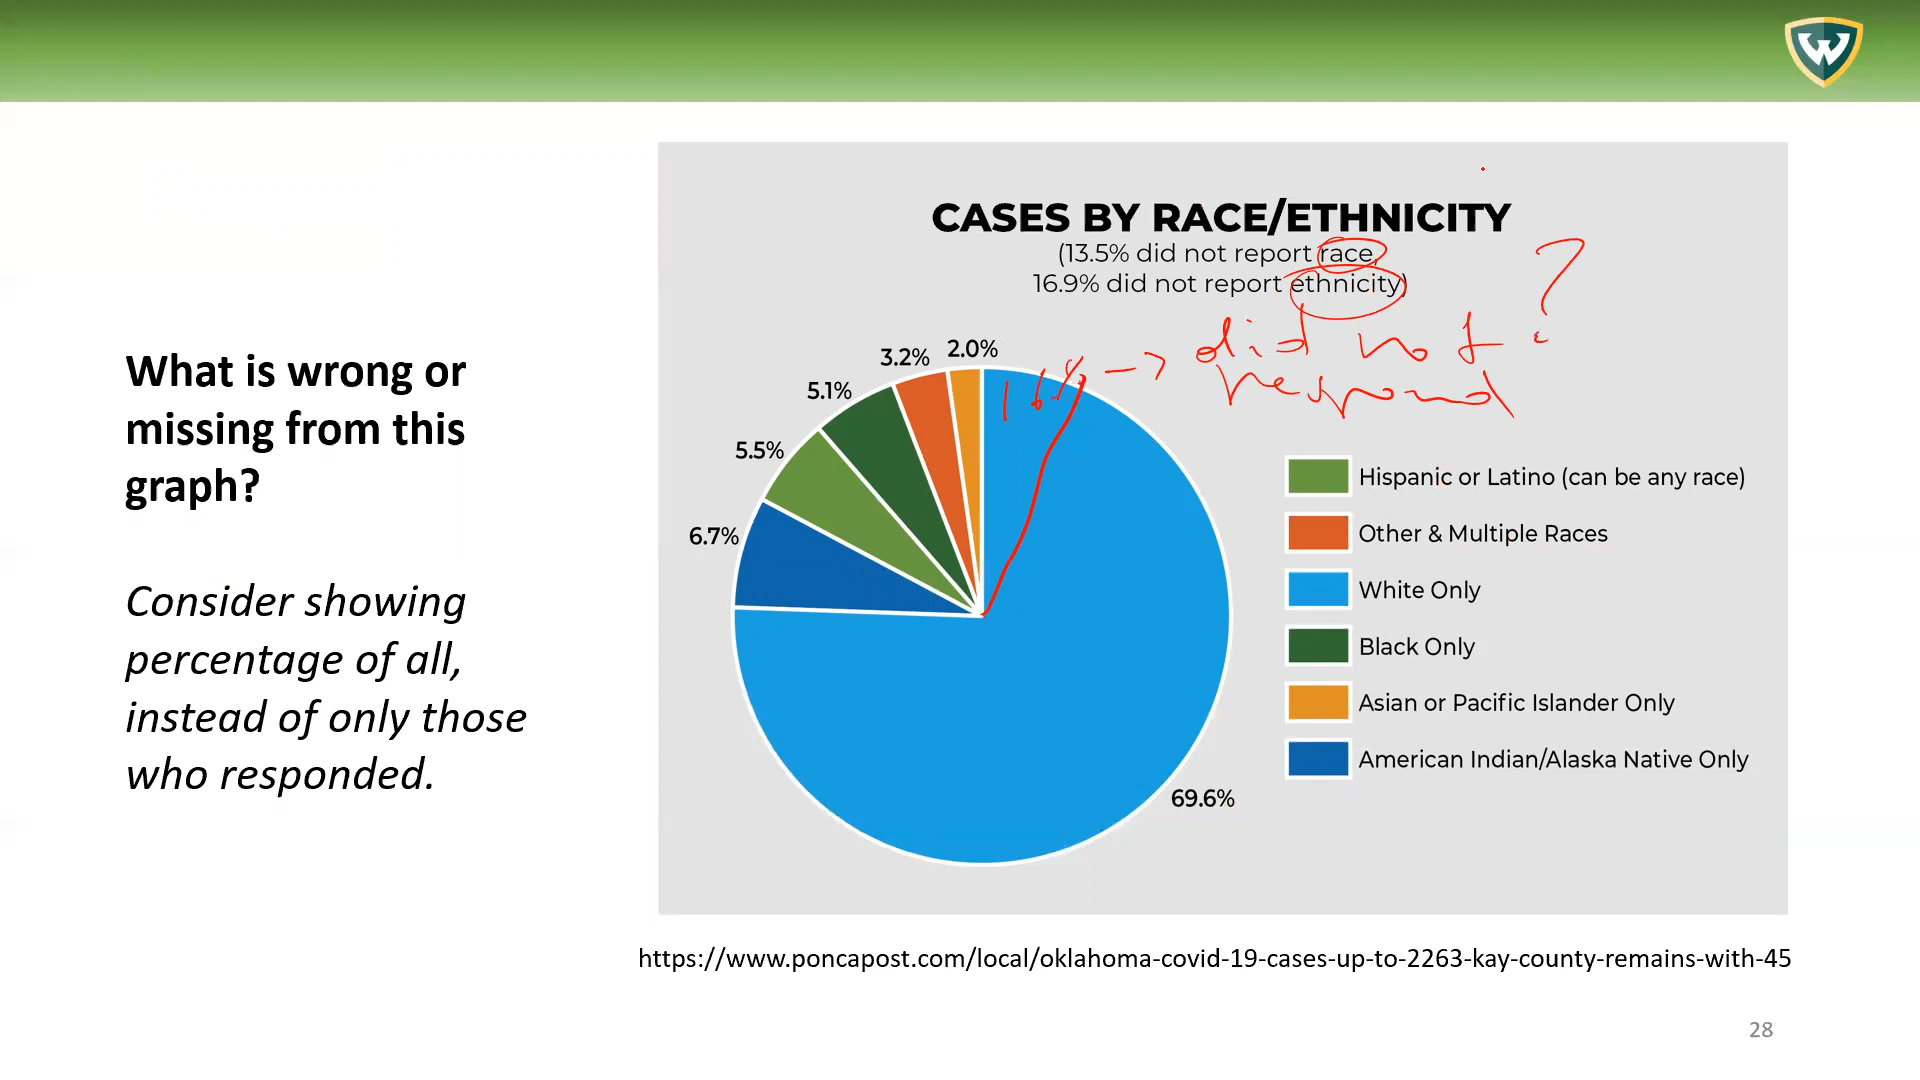 W
What is wrong or
missing from this
graph?
Consider showing
percentage of all,
instead of only those
who responded.
CASES BY RACE/ETHNICITY
(13.5% did not report race,
16.9% did not report ethnicity)
?
16% → did not
respond
2.0%
3.2%
5.1%
5.5%
6.7%
69.6%
Hispanic or Latino (can be any race)
Other & Multiple Races
White Only
Black Only
Asian or Pacific Islander Only
American Indian/Alaska Native Only
https://www.poncapost.com/local/oklahoma-covid-19-cases-up-to-2263-kay-county-remains-with-45
28